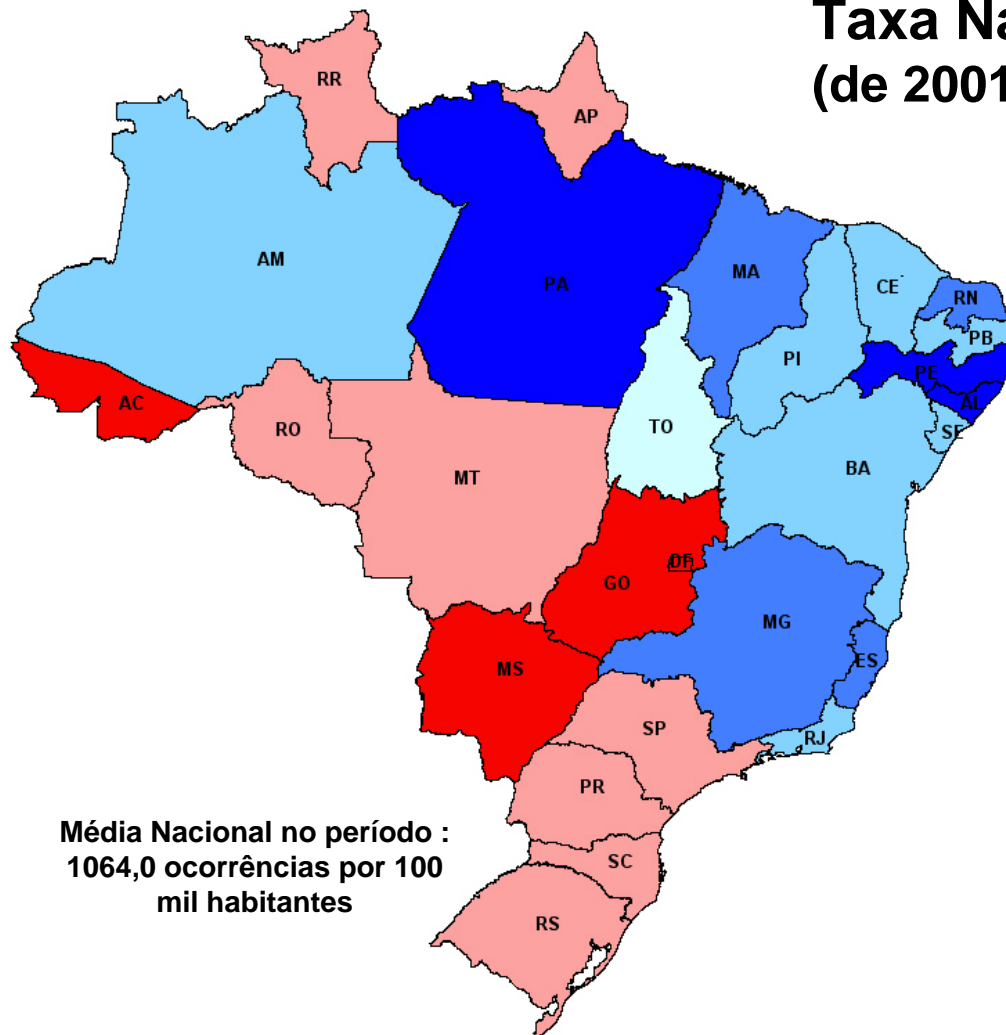 Taxa Na
(de 2001
RR
AP
AM
PA
MA
CE
RN
PB
PI
PE
AL
AC
TO
SE
RO
BA
MT
DF
GO
MG
ES
MS
SP
RJ
PR
Média Nacional no período :
1064,0 ocorrências por 100
mil habitantes
SC
RS